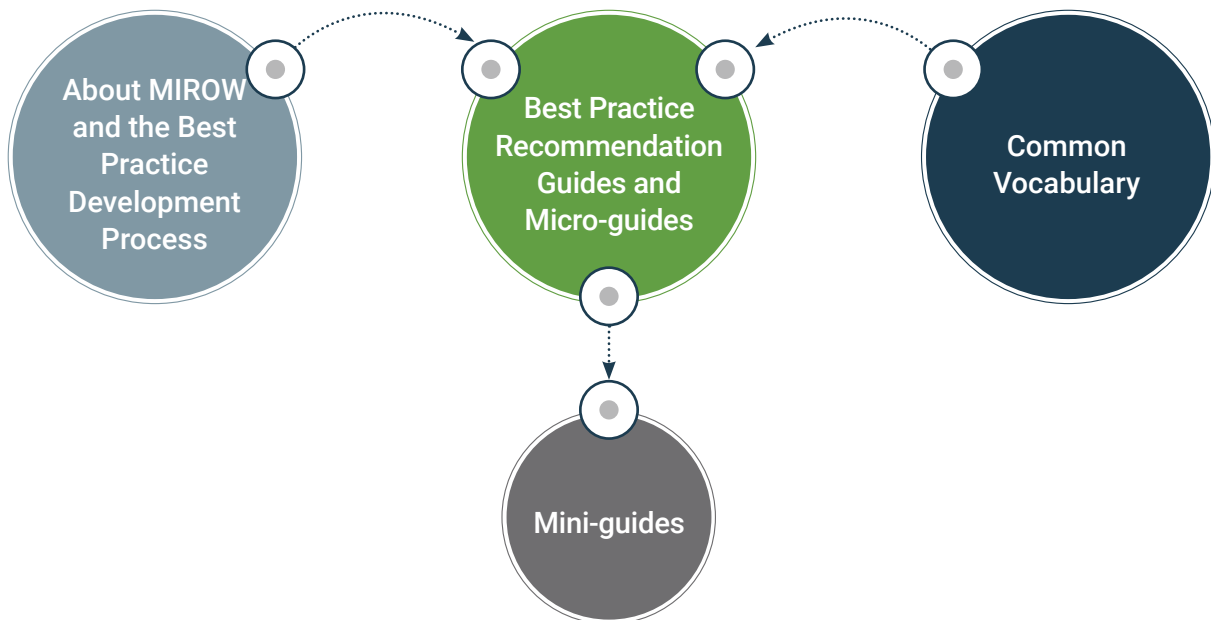 About MIROW
and the Best
Practice
Development
Process
Best Practice
Recommendation
Guides and
Micro-guides
Common
Vocabulary
Mini-guides